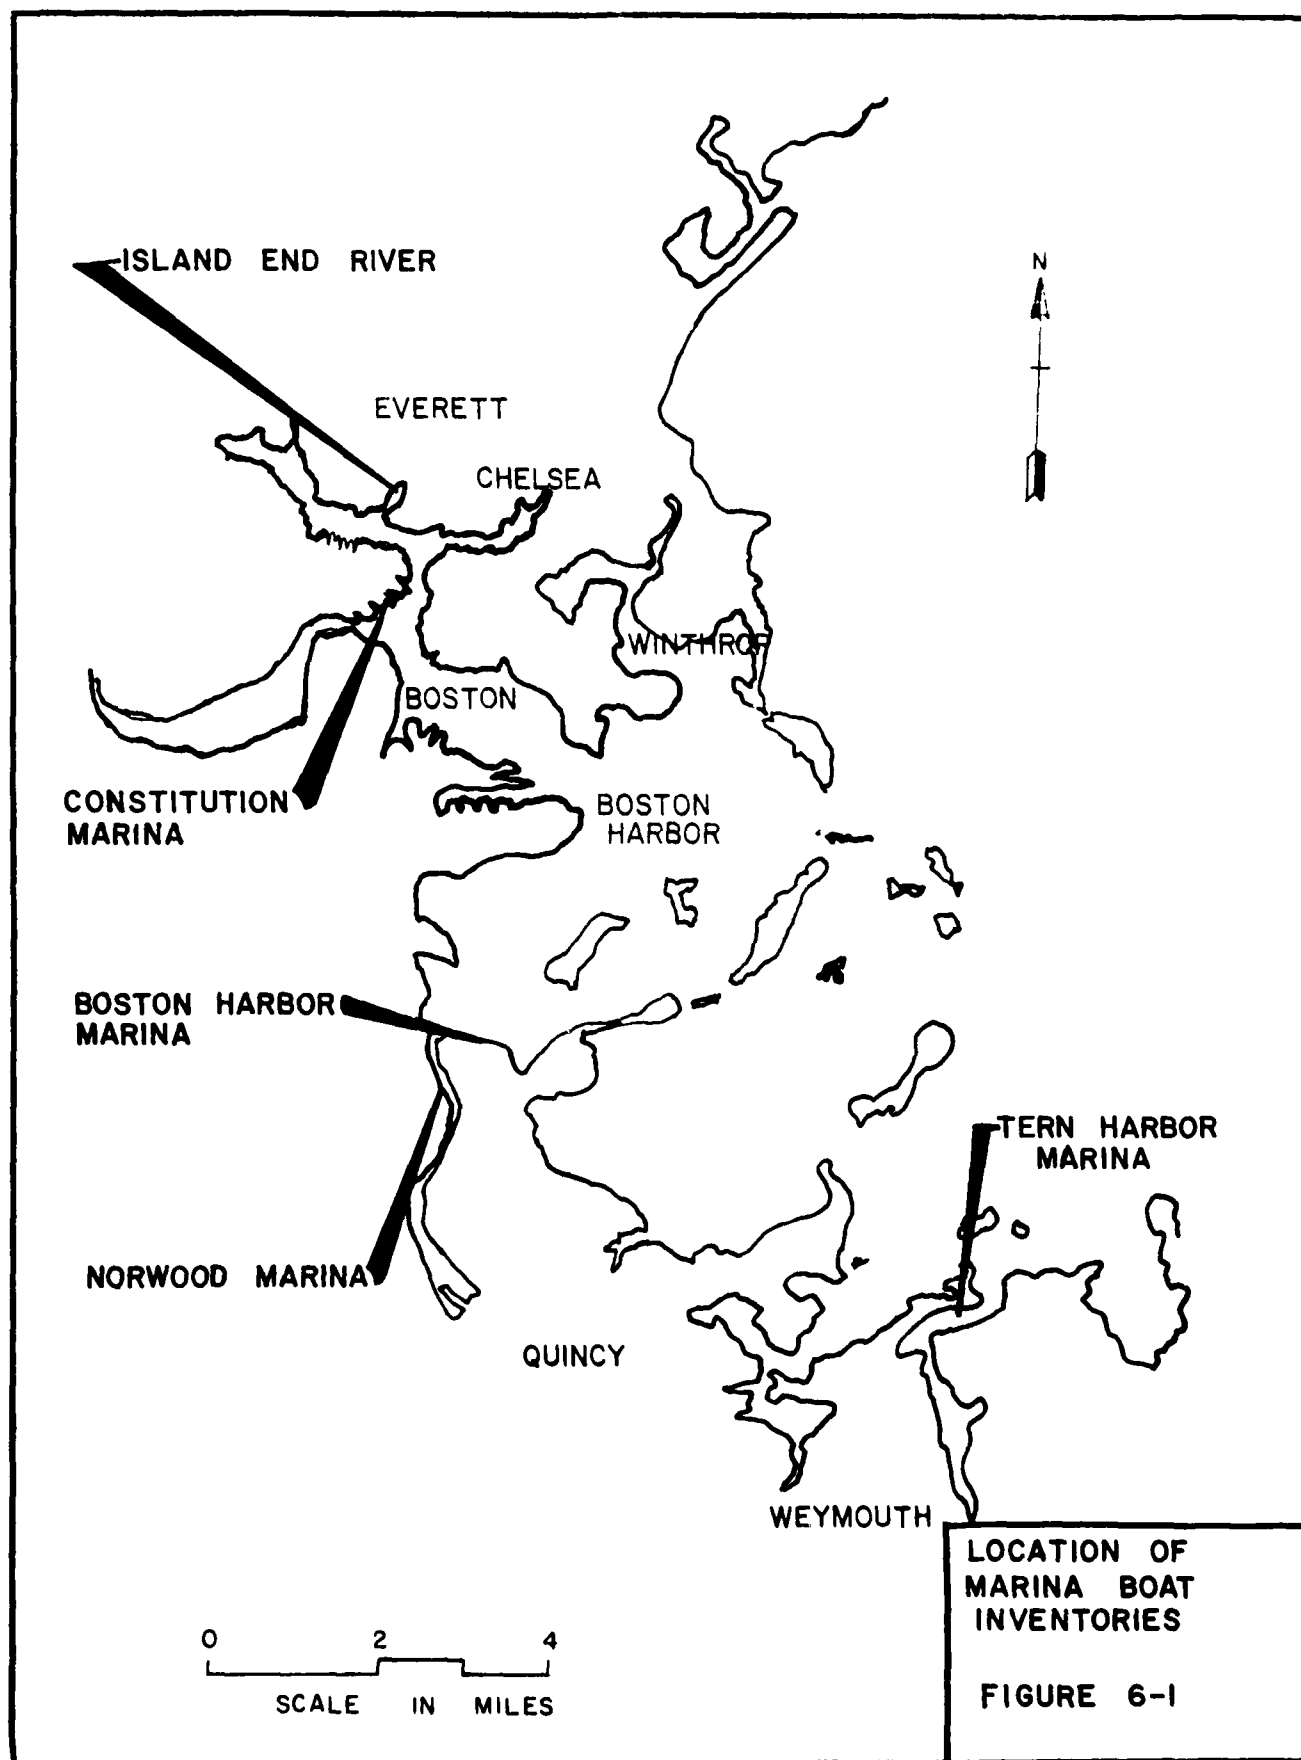 N
ISLAND END RIVER
EVERETT
CHELSEA
WINTHROP
BOSTON
CONSTITUTION
MARINA
BOSTON
HARBOR
BOSTON HARBOR
MARINA
TERN HARBOR
MARINA
NORWOOD MARINA
QUINCY
WEYMOUTH
LOCATION OF
MARINA BOAT
INVENTORIES
FIGURE 6-1
0 2 4
SCALE IN MILES